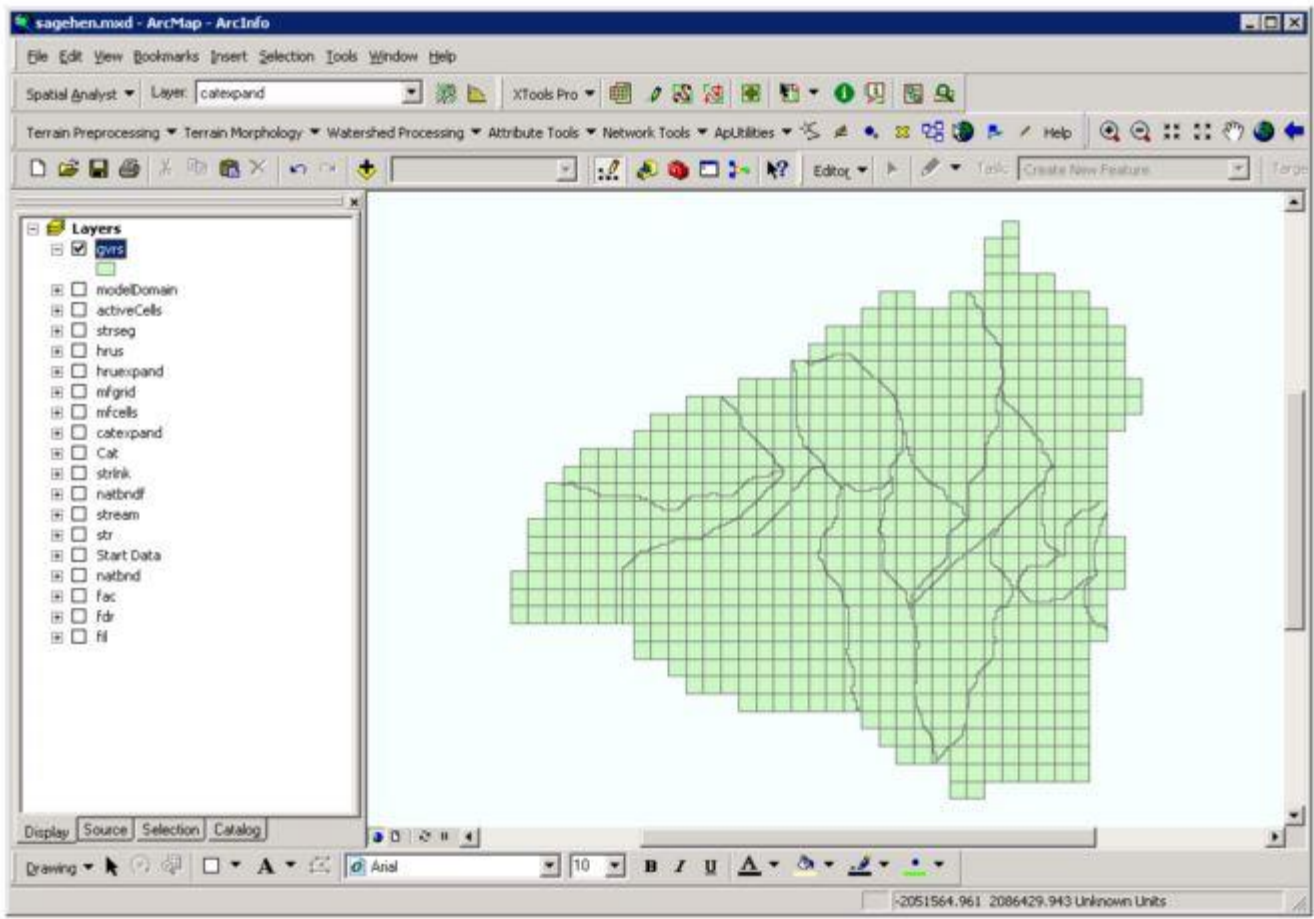 sagehen.mxd - ArcMap - ArcInfo
File Edit View Bookmarks Insert Selection Tools Window Help
Spatial Analyst Layer: catexpand XTools Pro
Terrain Preprocessing Terrain Morphology Watershed Processing Attribute Tools Network Tools ApUtilities Help
Editor Task: Create New Feature Targe
Layers
gvrs
modelDomain
activeCells
strseg
hrus
hruexpand
mfgrid
mfcells
catexpand
Cat
strlnk
natbndf
stream
str
Start Data
natbnd
fac
fdr
fil
Display Source Selection Catalog
Drawing A Arial 10 B I U A
-2051564.961 2086429.943 Unknown Units